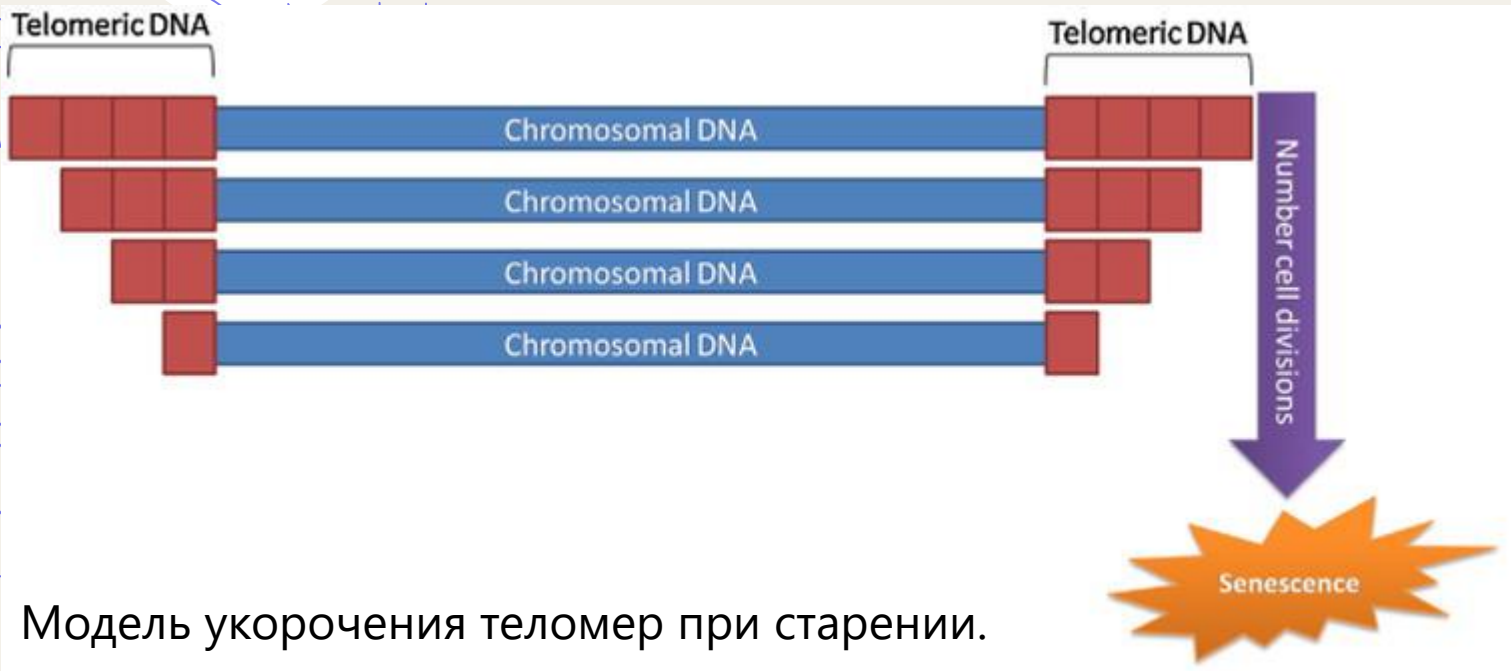 Telomeric DNA
Telomeric DNA
Chromosomal DNA
Chromosomal DNA
Chromosomal DNA
Chromosomal DNA
Number cell divisions
Senescence
Модель укорочения теломер при старении.